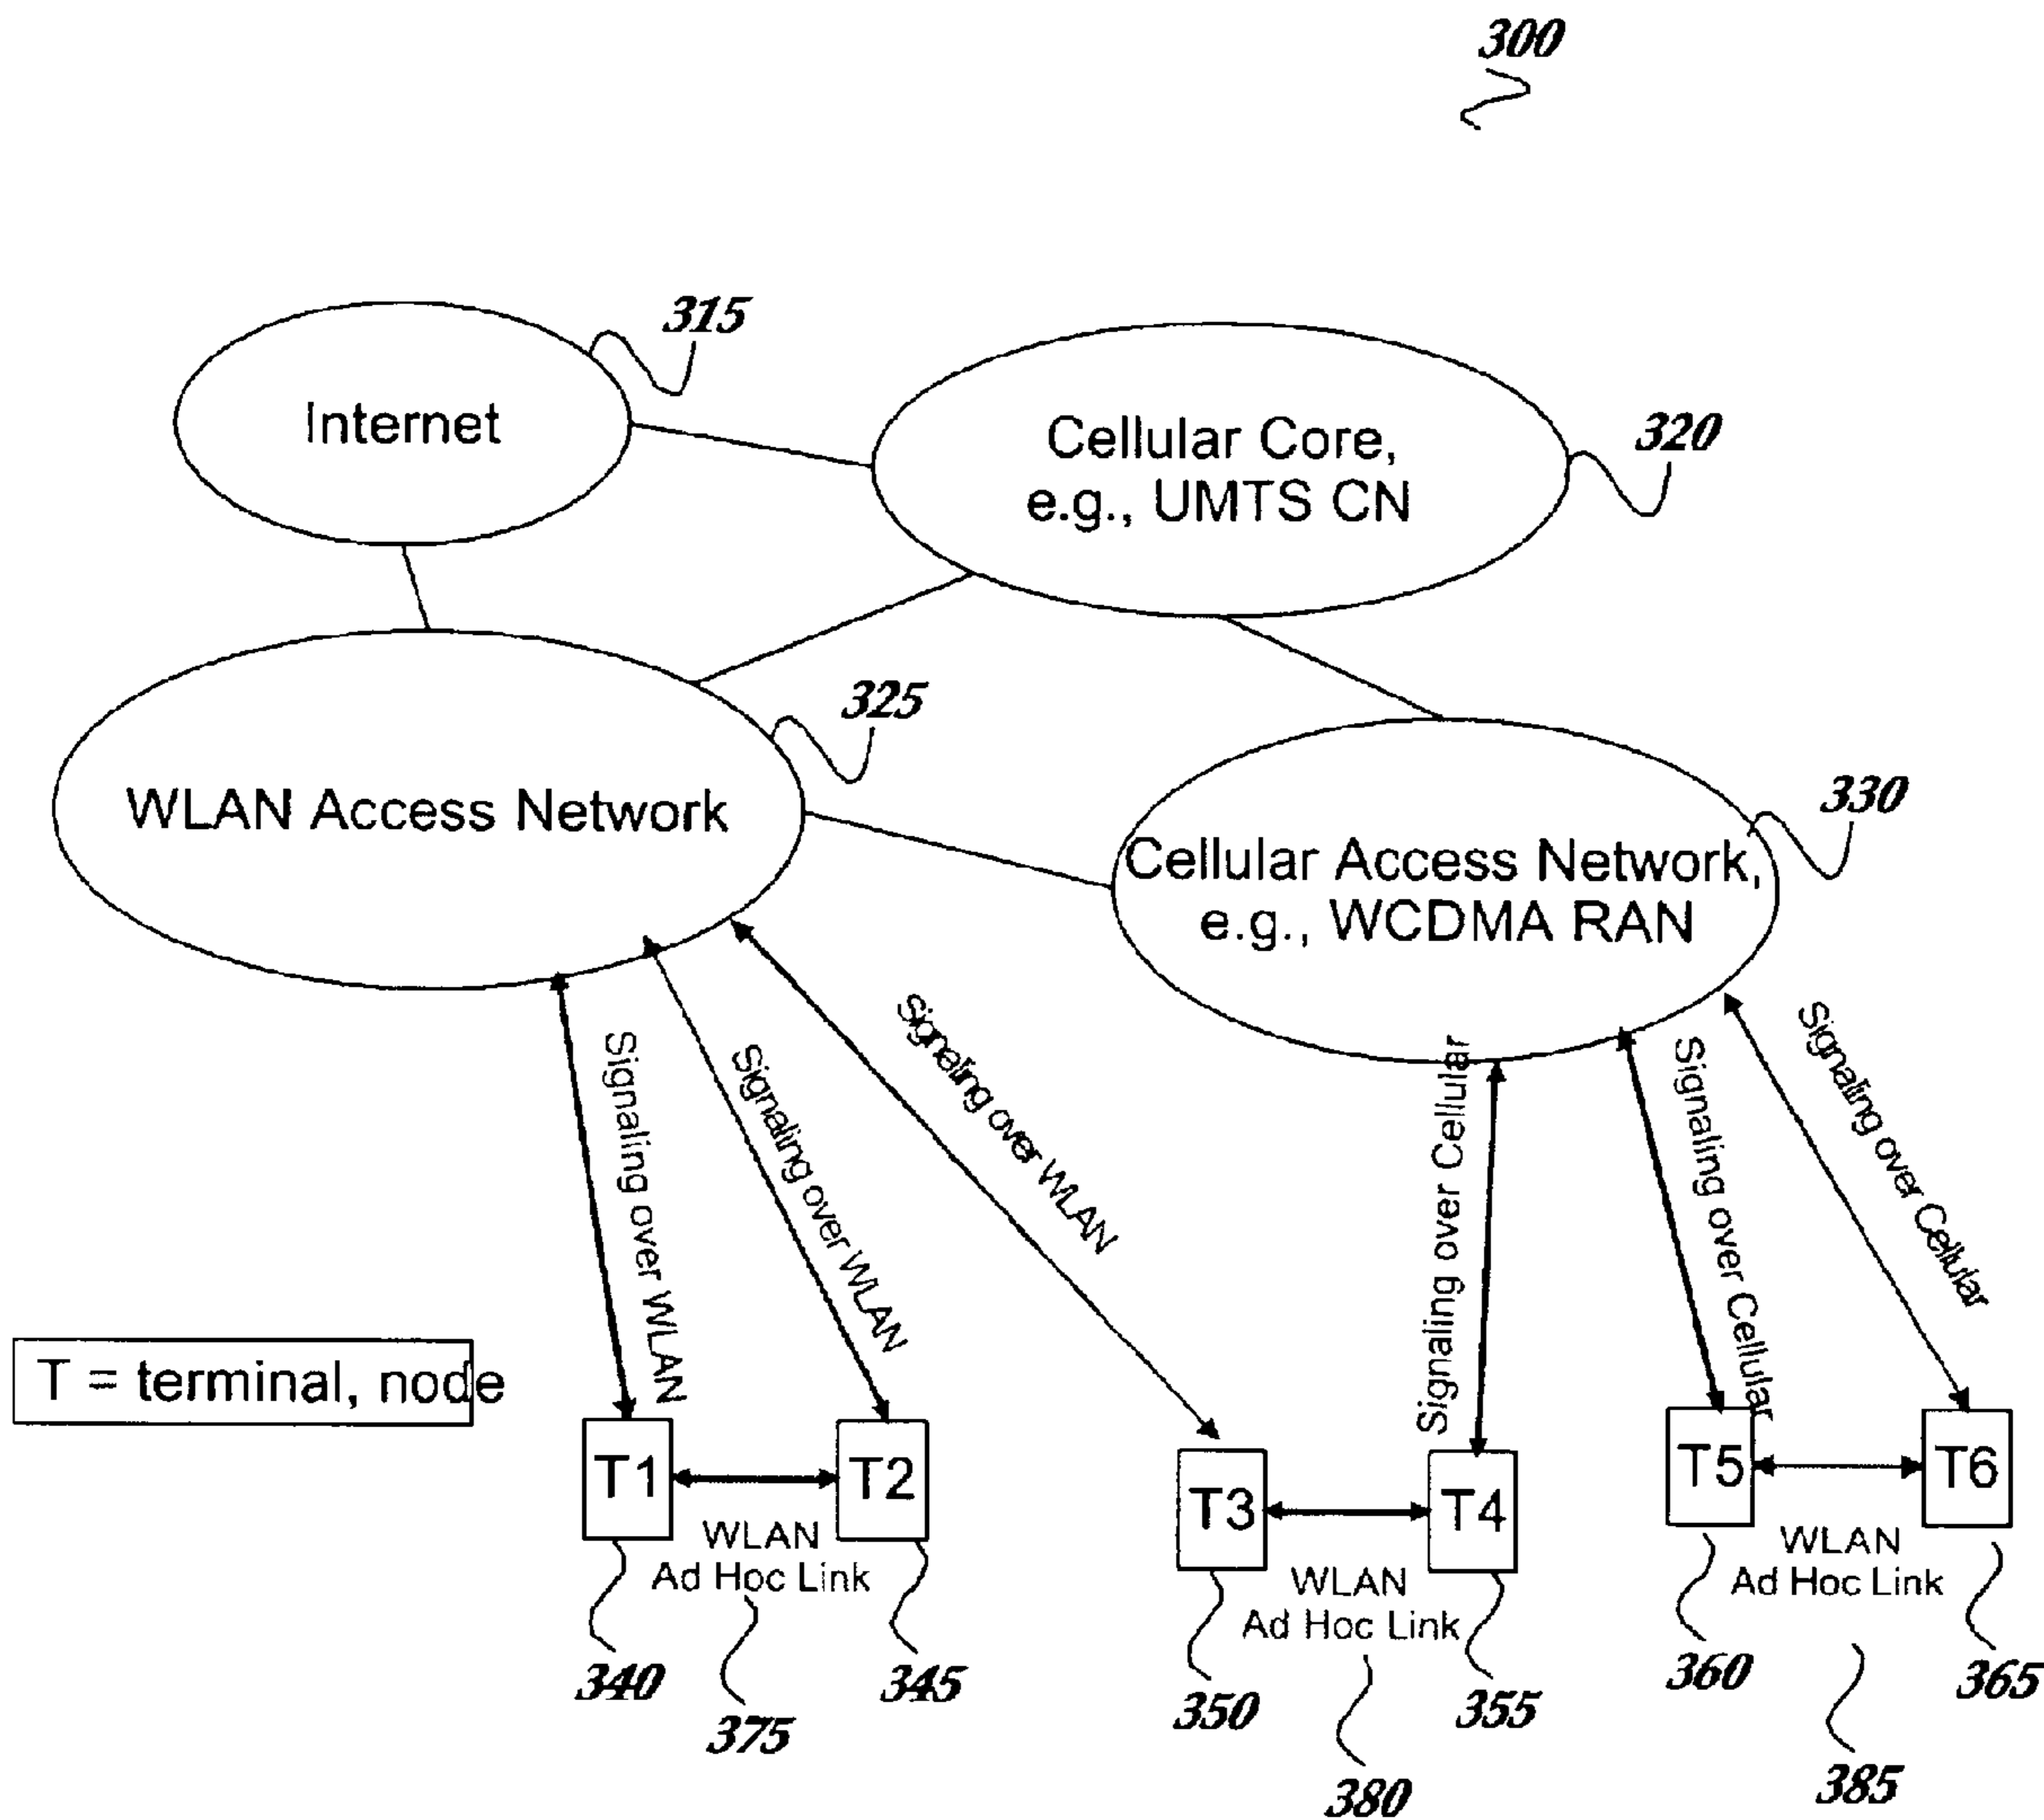 300
315
Internet
Cellular Core,
e.g., UMTS CN
320
325
WLAN Access Network
330
Cellular Access Network,
e.g., WCDMA RAN
Signaling over WLAN
Signaling over WLAN
Signaling over WLAN
Signaling over Cellular
Signaling over Cellular
Signaling over Cellular
T = terminal, node
T1
T2
T3
T4
T5
T6
WLAN
Ad Hoc Link
WLAN
Ad Hoc Link
WLAN
Ad Hoc Link
340
375
345
350
380
355
360
385
365